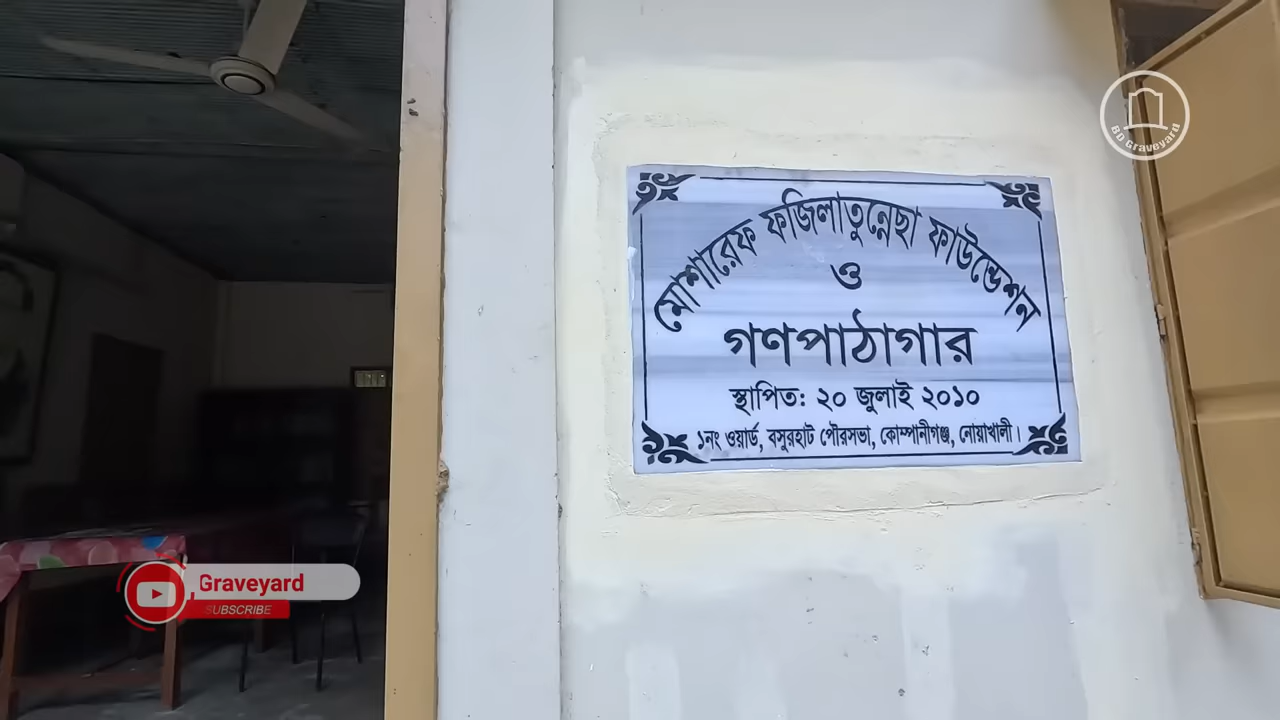 BD Graveyard
মোশারেফ ফজিলাতুন্নেছা ফাউন্ডেশন
ও
গণপাঠাগার
স্থাপিত: ২০ জুলাই ২০১০
১নং ওয়ার্ড, বসুরহাট পৌরসভা, কোম্পানীগঞ্জ, নোয়াখালী।
Graveyard
SUBSCRIBE